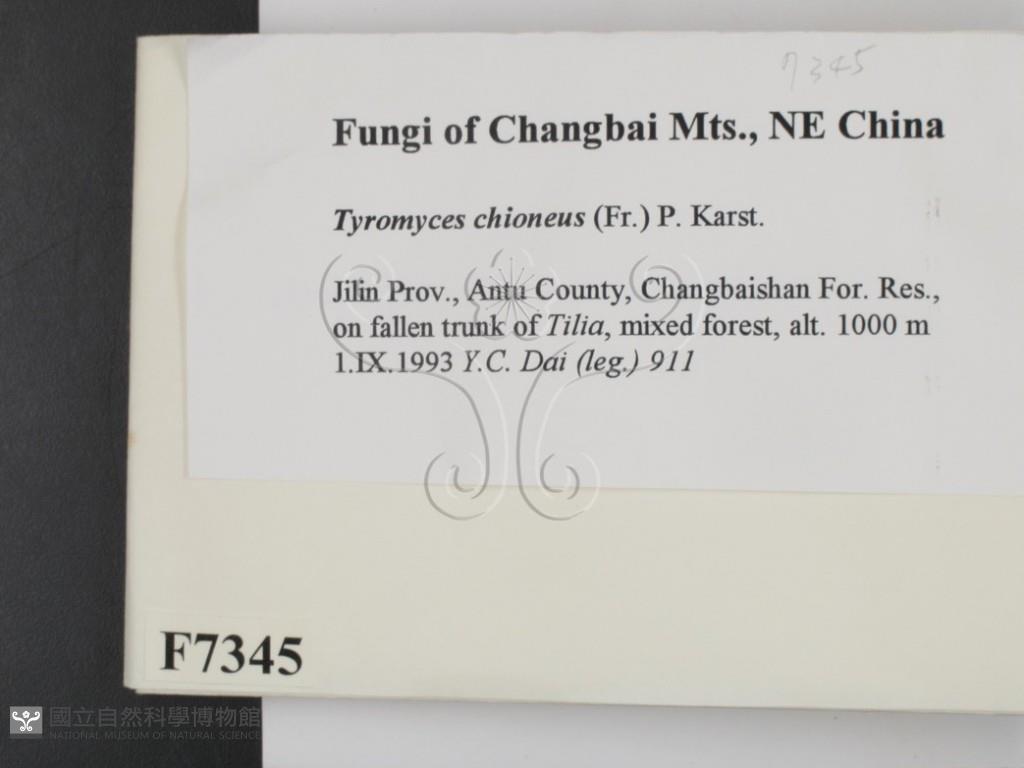 7345
Fungi of Changbai Mts., NE China
Tyromyces chioneus (Fr.) P. Karst.
Jilin Prov., Antu County, Changbaishan For. Res.,
on fallen trunk of Tilia, mixed forest, alt. 1000 m
1.IX.1993 Y.C. Dai (leg.) 911
F7345
國立自然科學博物館
NATIONAL MUSEUM OF NATURAL SCIENCE